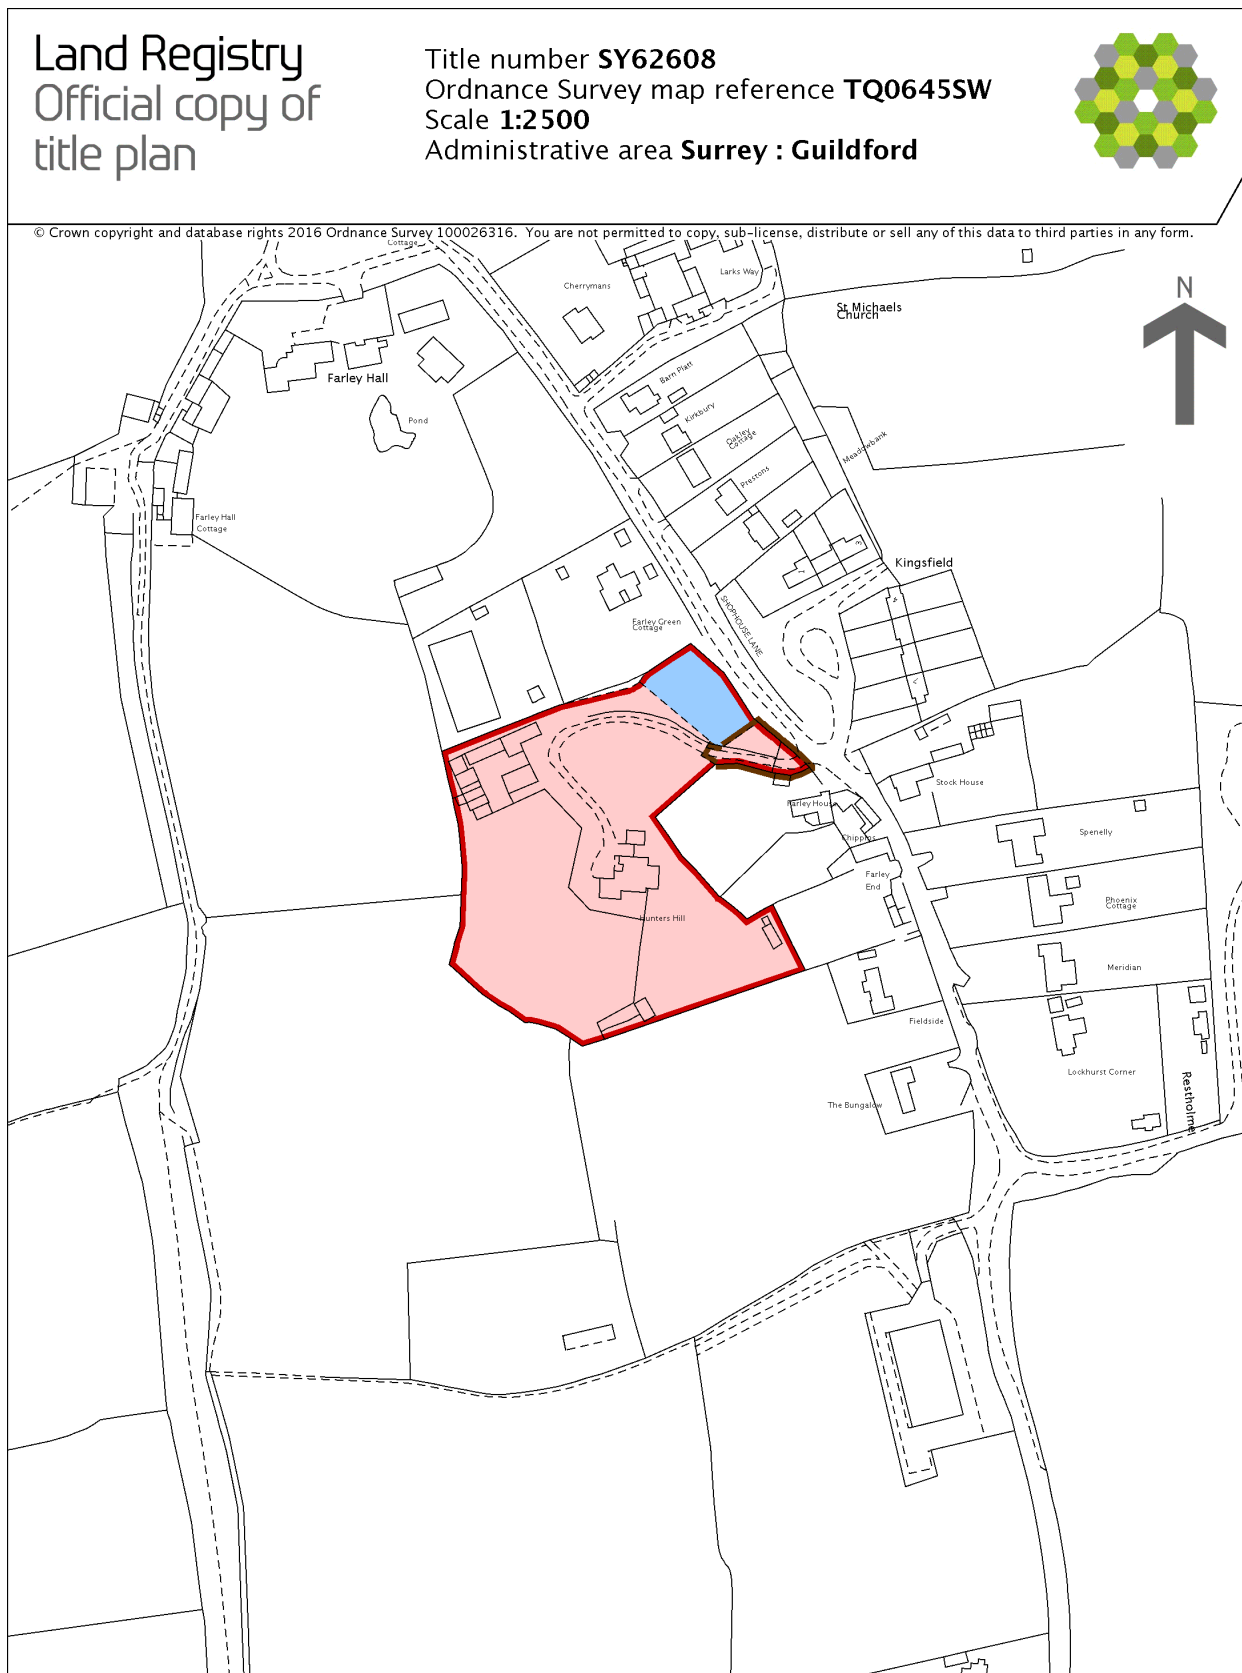 Land Registry
Official copy of
title plan
Title number SY62608
Ordnance Survey map reference TQ0645SW
Scale 1:2500
Administrative area Surrey : Guildford
© Crown copyright and database rights 2016 Ordnance Survey 100026316. You are not permitted to copy, sub-license, distribute or sell any of this data to third parties in any form.
Cottage
Larks Way
Cherrymans
N
St Michaels
Church
Farley Hall
Barn Platt
Pond
Kirkbury
Oakley
Cottage
Meadowbank
Prestons
Farley Hall
Cottage
3
1
Kingsfield
SHOPHOUSE LANE
Farley Green
Cottage
Stock House
Farley House
Chippins
Spenelly
Farley
End
Phoenix
Cottage
Hunters Hill
Meridian
Fieldside
Lockhurst Corner
Restholme
The Bungalow